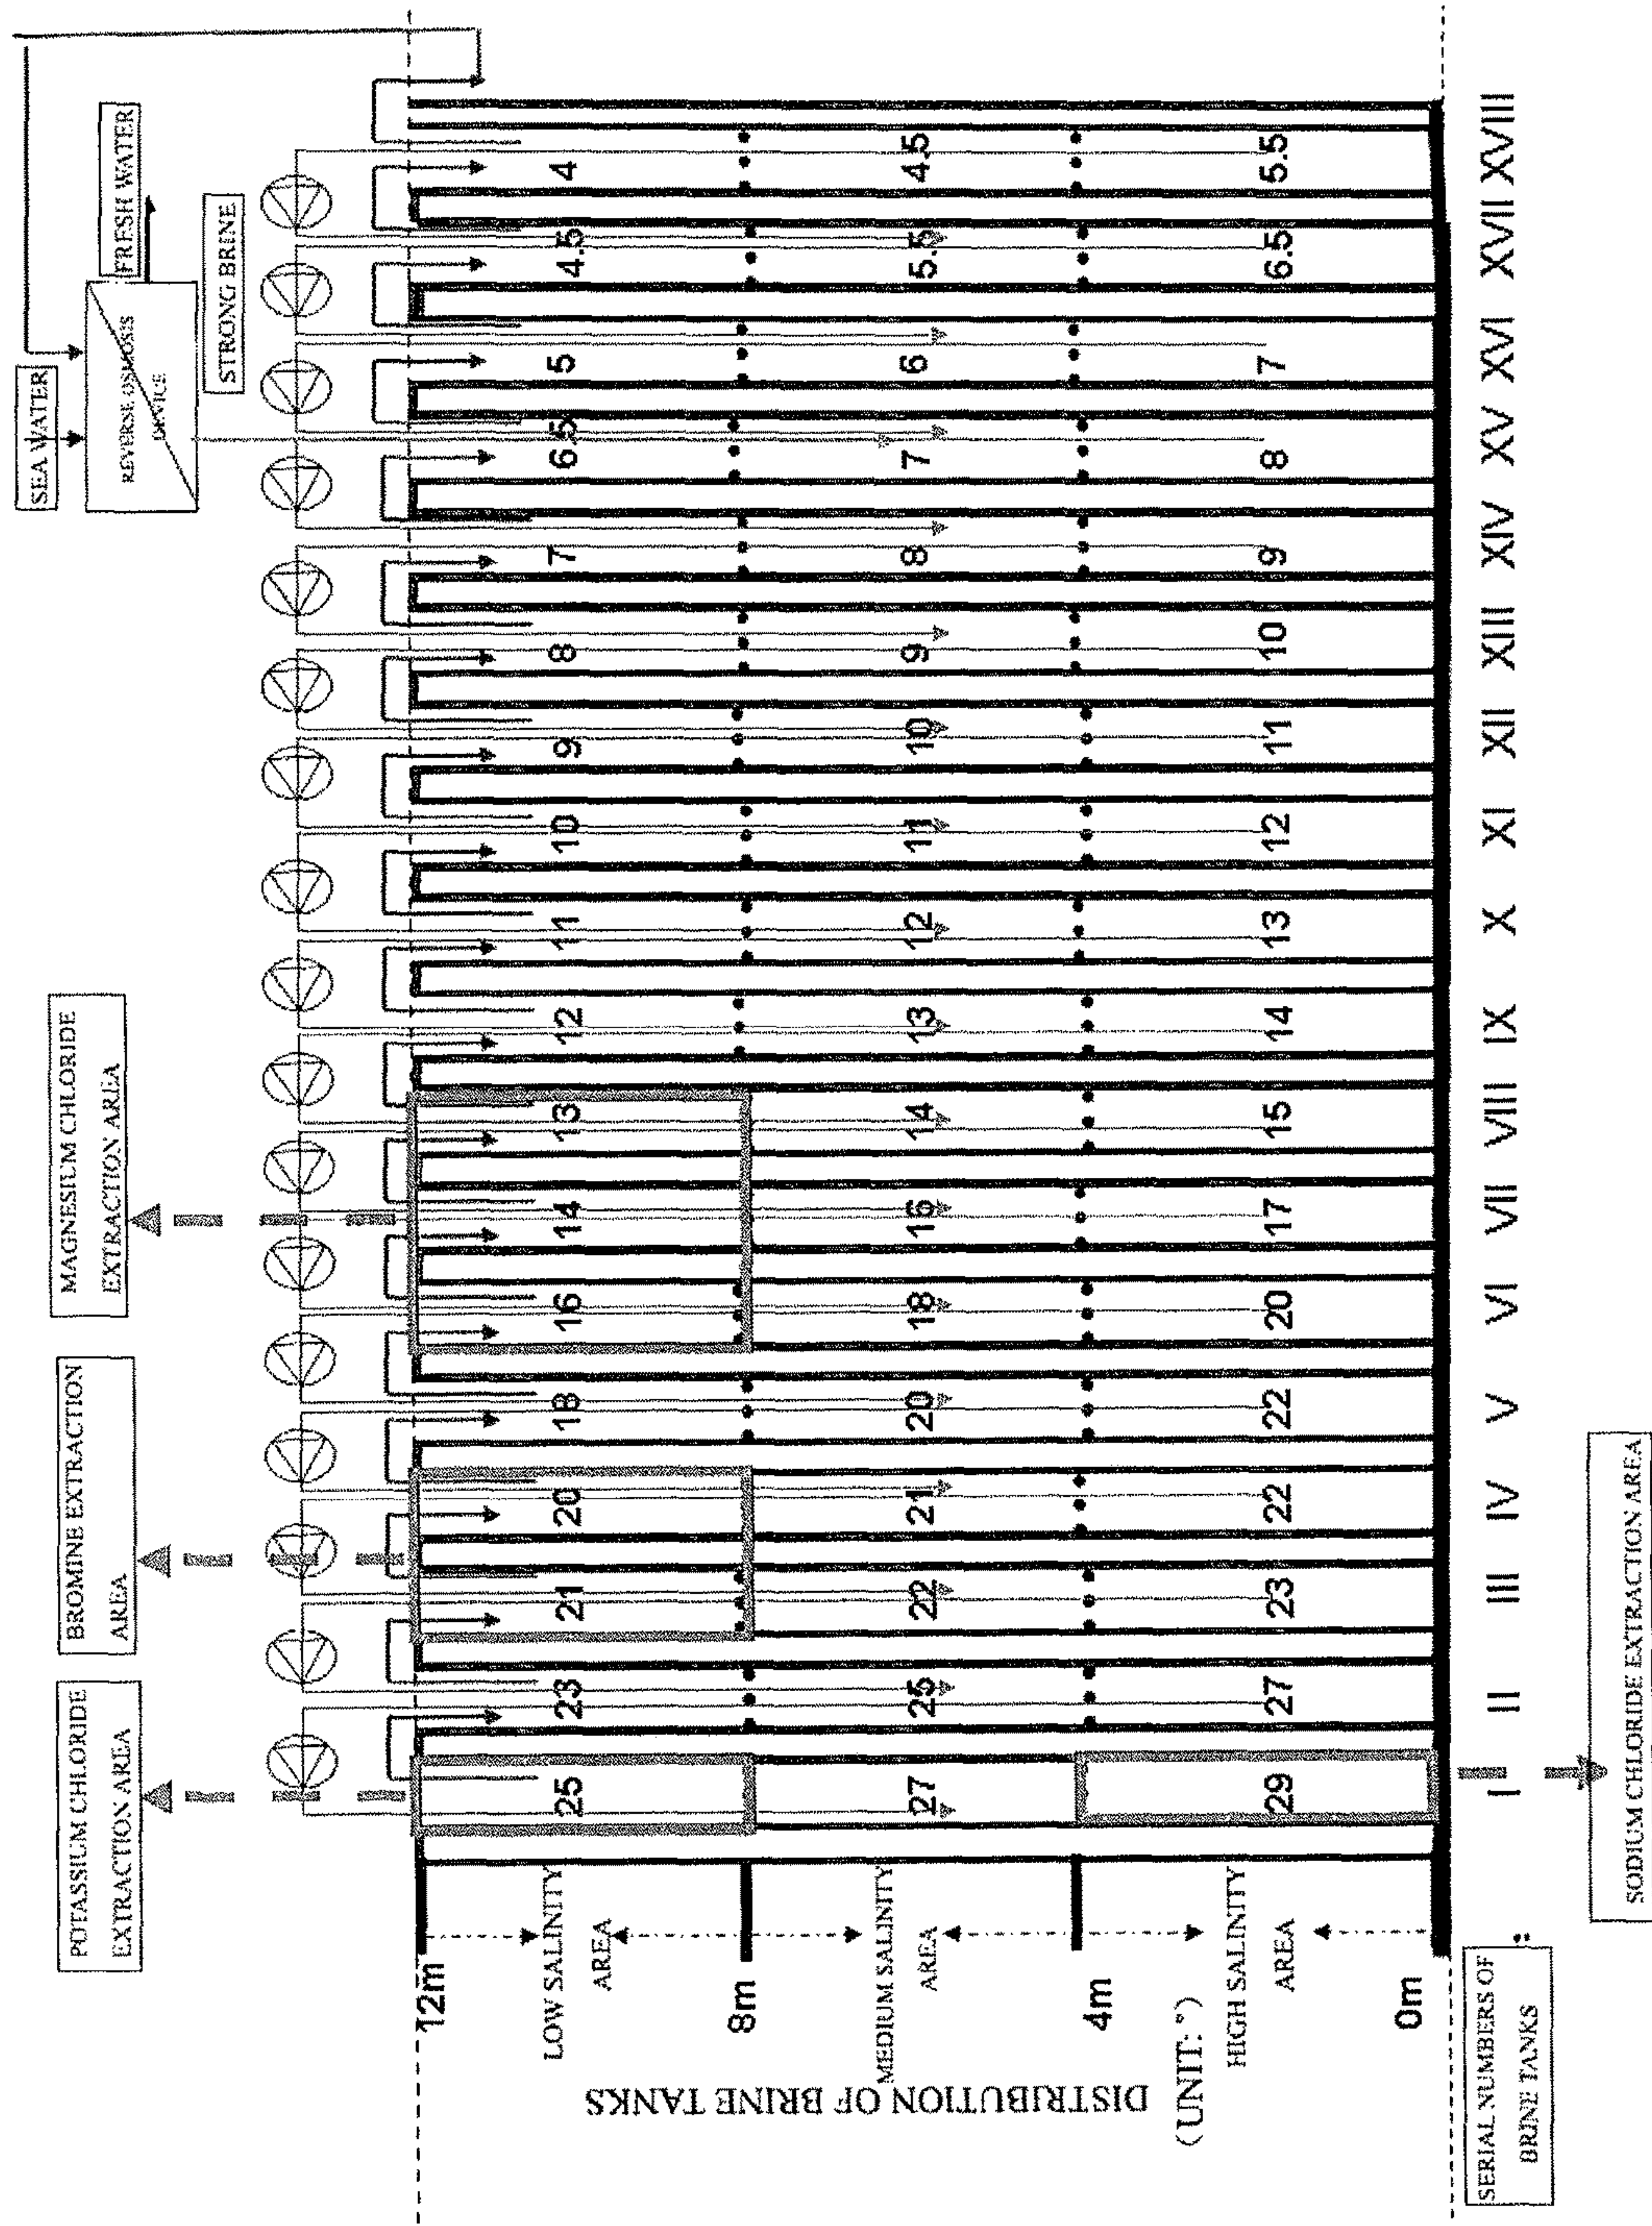 SEA WATER
REVERSE OSMOSIS
DEVICE
FRESH WATER
STRONG BRINE
POTASSIUM CHLORIDE
EXTRACTION AREA
BROMINE EXTRACTION
AREA
MAGNESIUM CHLORIDE
EXTRACTION AREA
12m
LOW SALINITY
AREA
25 23 21 20 18 16 14 13 12 11 10 9 8 7 6.5 5 4.5 4
8m
MEDIUM SALINITY
AREA
27 25 22 21 20 18 16 14 13 12 11 10 9 8 7 6 5.5 4.5
4m
HIGH SALINITY
AREA
29 27 23 22 22 20 17 15 14 13 12 11 10 9 8 7 6.5 5.5
0m
DISTRIBUTION OF BRINE TANKS
(UNIT: °)
SERIAL NUMBERS OF
BRINE TANKS
:
I II III IV V VI VII VIII IX X XI XII XIII XIV XV XVI XVII XVIII
SODIUM CHLORIDE EXTRACTION AREA